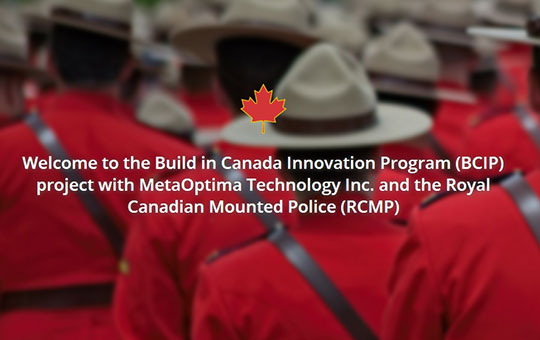 Welcome to the Build in Canada Innovation Program (BCIP)
project with MetaOptima Technology Inc. and the Royal
Canadian Mounted Police (RCMP)